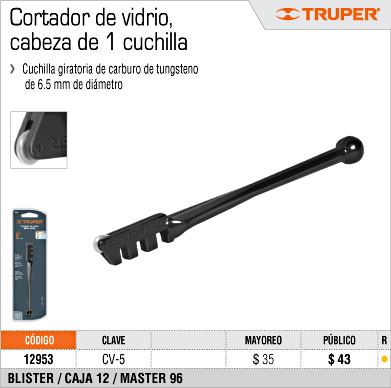 Cortador de vidrio,
cabeza de 1 cuchilla
TRUPER®
› Cuchilla giratoria de carburo de tungsteno
de 6.5 mm de diámetro
TRUPER
CÓDIGO CLAVE MAYOREO PÚBLICO R
12953 CV-5 $ 35 $ 43
BLISTER / CAJA 12 / MASTER 96